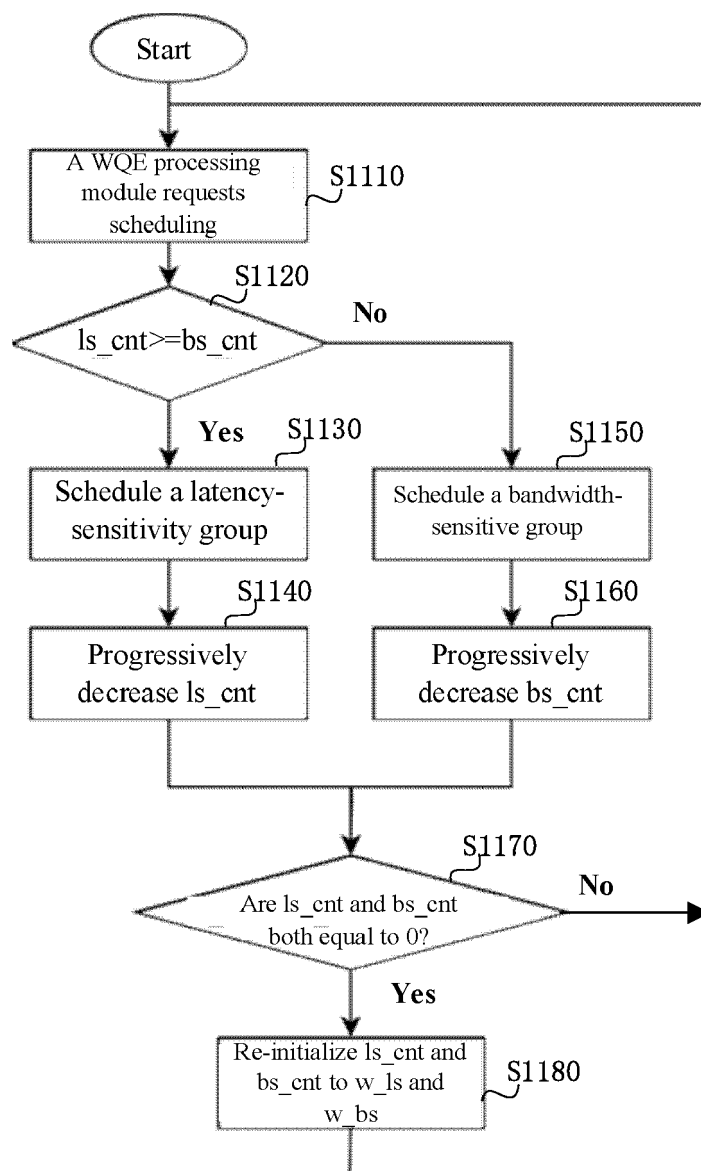 Start
A WQE processing
module requests
scheduling
S1110
S1120
ls_cnt>=bs_cnt
No
Yes
S1130
Schedule a latency-
sensitivity group
S1150
Schedule a bandwidth-
sensitive group
S1140
Progressively
decrease ls_cnt
S1160
Progressively
decrease bs_cnt
S1170
Are ls_cnt and bs_cnt
both equal to 0?
No
Yes
Re-initialize ls_cnt and
bs_cnt to w_ls and
w_bs
S1180